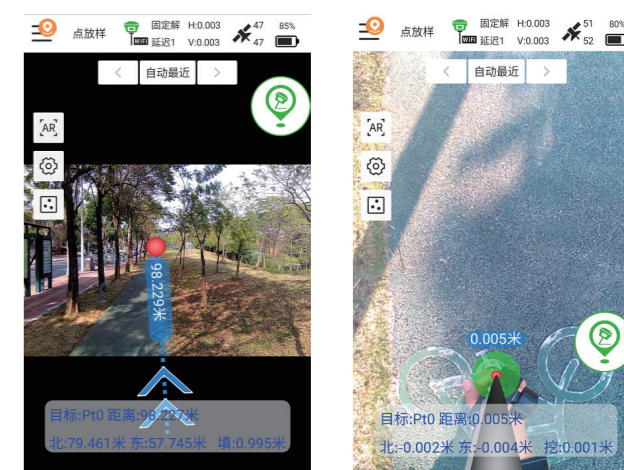 点放样
固定解 H:0.003
WIFI 延迟1 V:0.003
47
47
85%
自动最近
AR
98.229米
目标:Pt0 距离:98.227米
北:79.461米 东:57.745米 填:0.995米
点放样
固定解 H:0.003
WIFI 延迟1 V:0.003
51
52
80%
自动最近
AR
0.005米
目标:Pt0 距离:0.005米
北:-0.002米 东:-0.004米 挖:0.001米